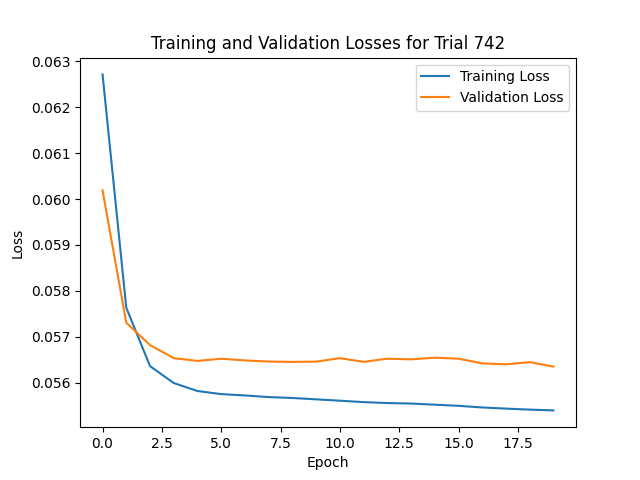 Training and Validation Losses for Trial 742
Training Loss
Validation Loss
0.063
0.062
0.061
0.060
0.059
0.058
0.057
0.056
Loss
0.0 2.5 5.0 7.5 10.0 12.5 15.0 17.5
Epoch